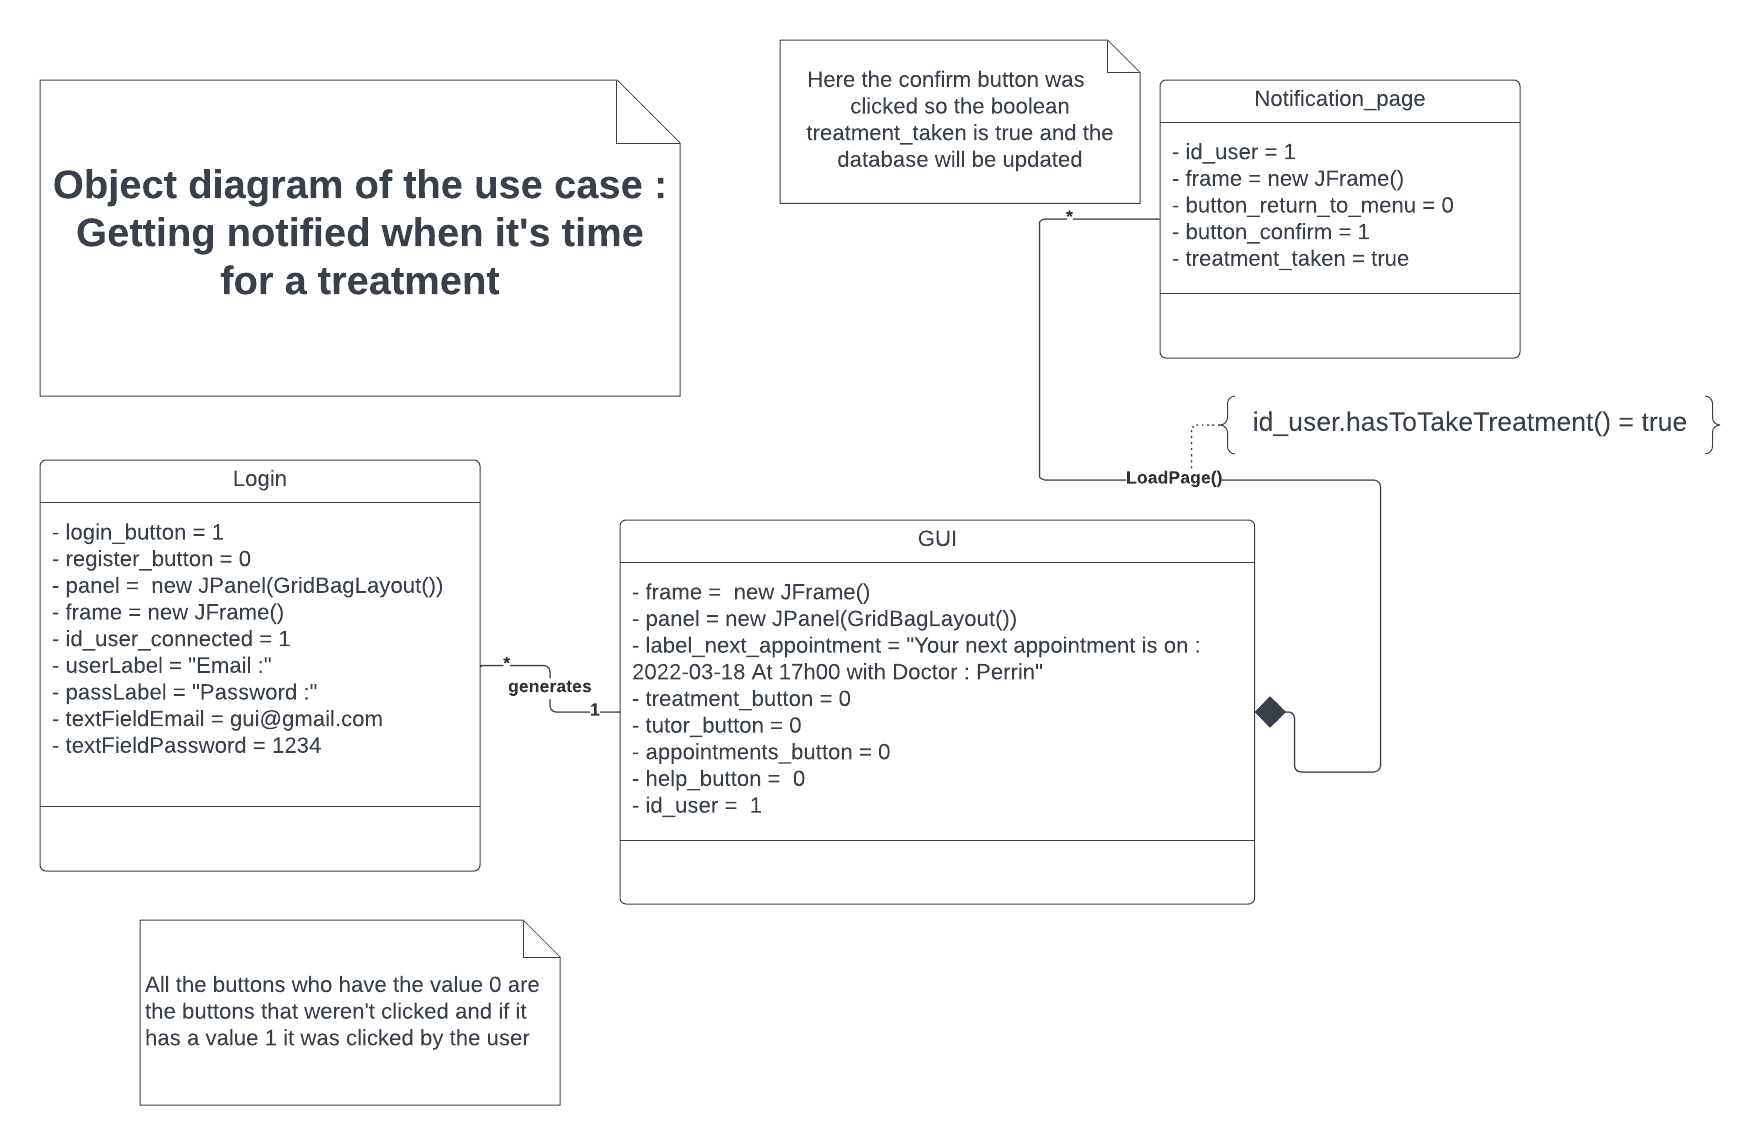 Object diagram of the use case :
Getting notified when it's time
for a treatment
Here the confirm button was
clicked so the boolean
treatment_taken is true and the
database will be updated
Notification_page
- id_user = 1
- frame = new JFrame()
- button_return_to_menu = 0
- button_confirm = 1
- treatment_taken = true
*
id_user.hasToTakeTreatment() = true
LoadPage()
Login
- login_button = 1
- register_button = 0
- panel =  new JPanel(GridBagLayout())
- frame = new JFrame()
- id_user_connected = 1
- userLabel = "Email :"
- passLabel = "Password :"
- textFieldEmail = gui@gmail.com
- textFieldPassword = 1234
*
generates
1
GUI
- frame =  new JFrame()
- panel = new JPanel(GridBagLayout())
- label_next_appointment = "Your next appointment is on :
2022-03-18 At 17h00 with Doctor : Perrin"
- treatment_button = 0
- tutor_button = 0
- appointments_button = 0
- help_button =  0
- id_user =  1
All the buttons who have the value 0 are
the buttons that weren't clicked and if it
has a value 1 it was clicked by the user